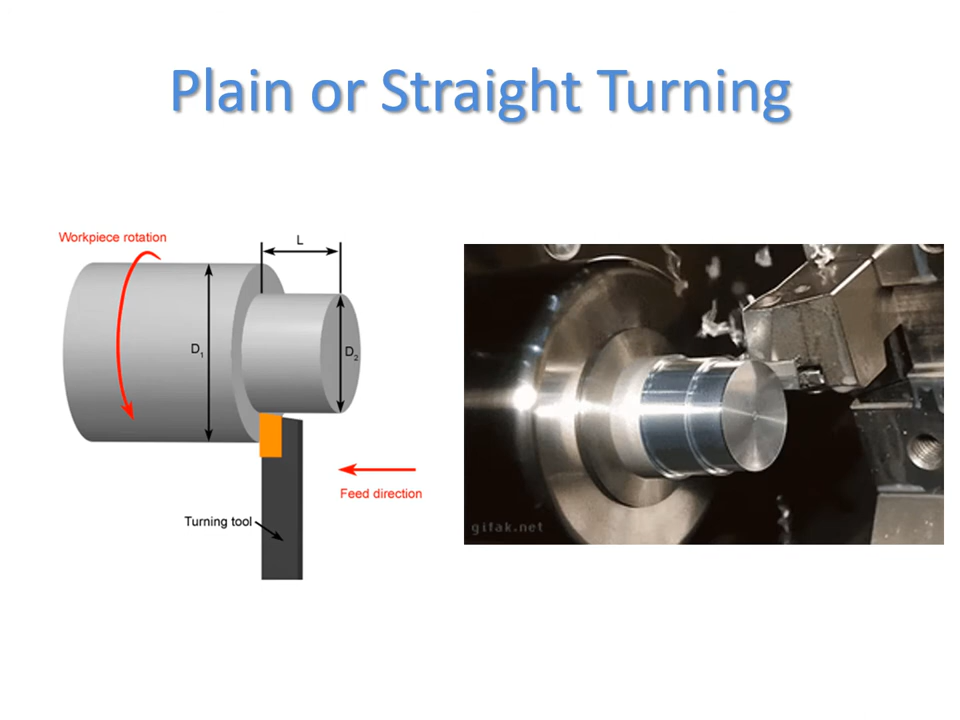 Plain or Straight Turning
Workpiece rotation
L
D1
D2
Feed direction
Turning tool
gifak.net